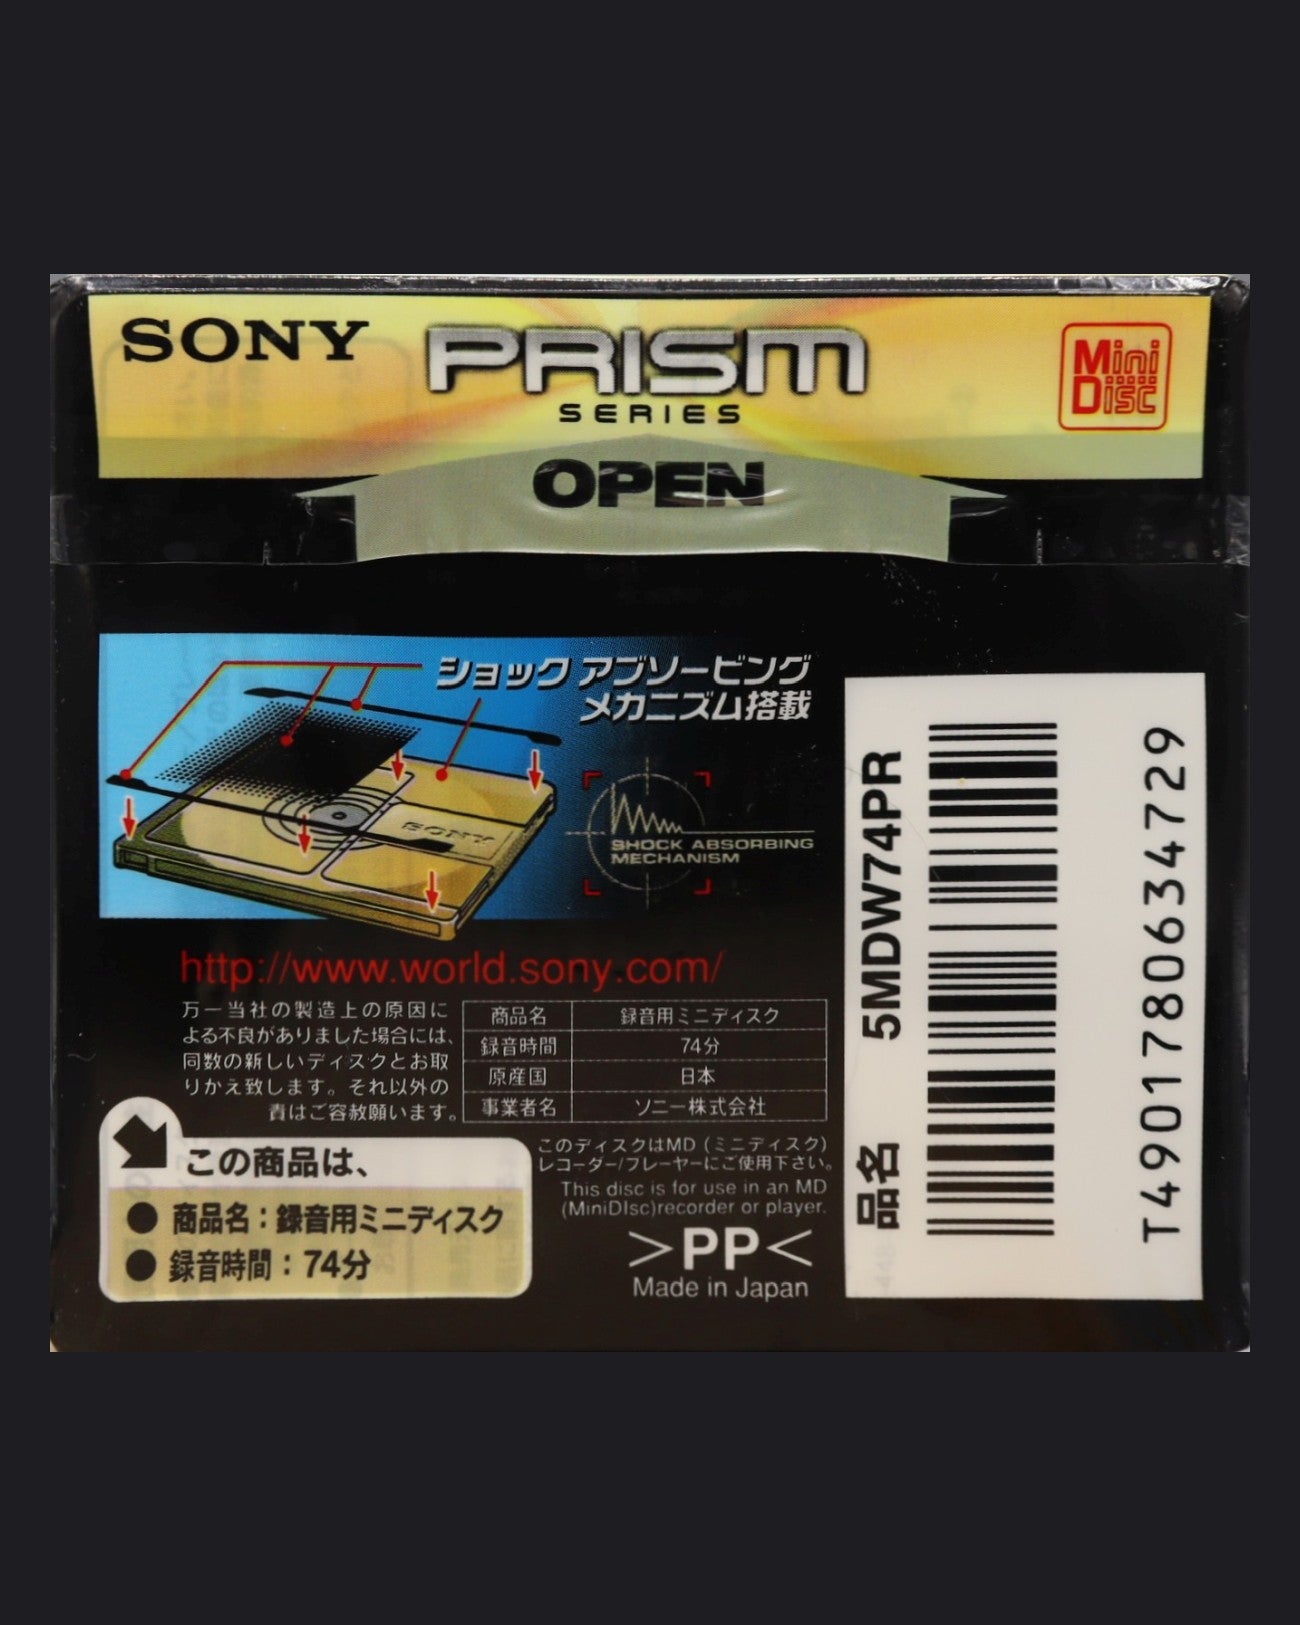 SONY
PRISM
SERIES
Mini
Disc
OPEN
ショック アブソービング
メカニズム搭載
SONY
SHOCK ABSORBING
MECHANISM
http://www.world.sony.com/
万一当社の製造上の原因に
よる不良がありました場合には、
同数の新しいディスクとお取
りかえ致します。それ以外の
責はご容赦願います。
商品名 録音用ミニディスク
録音時間 74分
原産国 日本
事業者名 ソニー株式会社
この商品は、
● 商品名：録音用ミニディスク
● 録音時間：74分
このディスクはMD（ミニディスク）
レコーダー/プレーヤーにご使用下さい。
This disc is for use in an MD
(MiniDIsc)recorder or player.
>PP<
Made in Japan
品名 5MDW74PR
T4901780634729